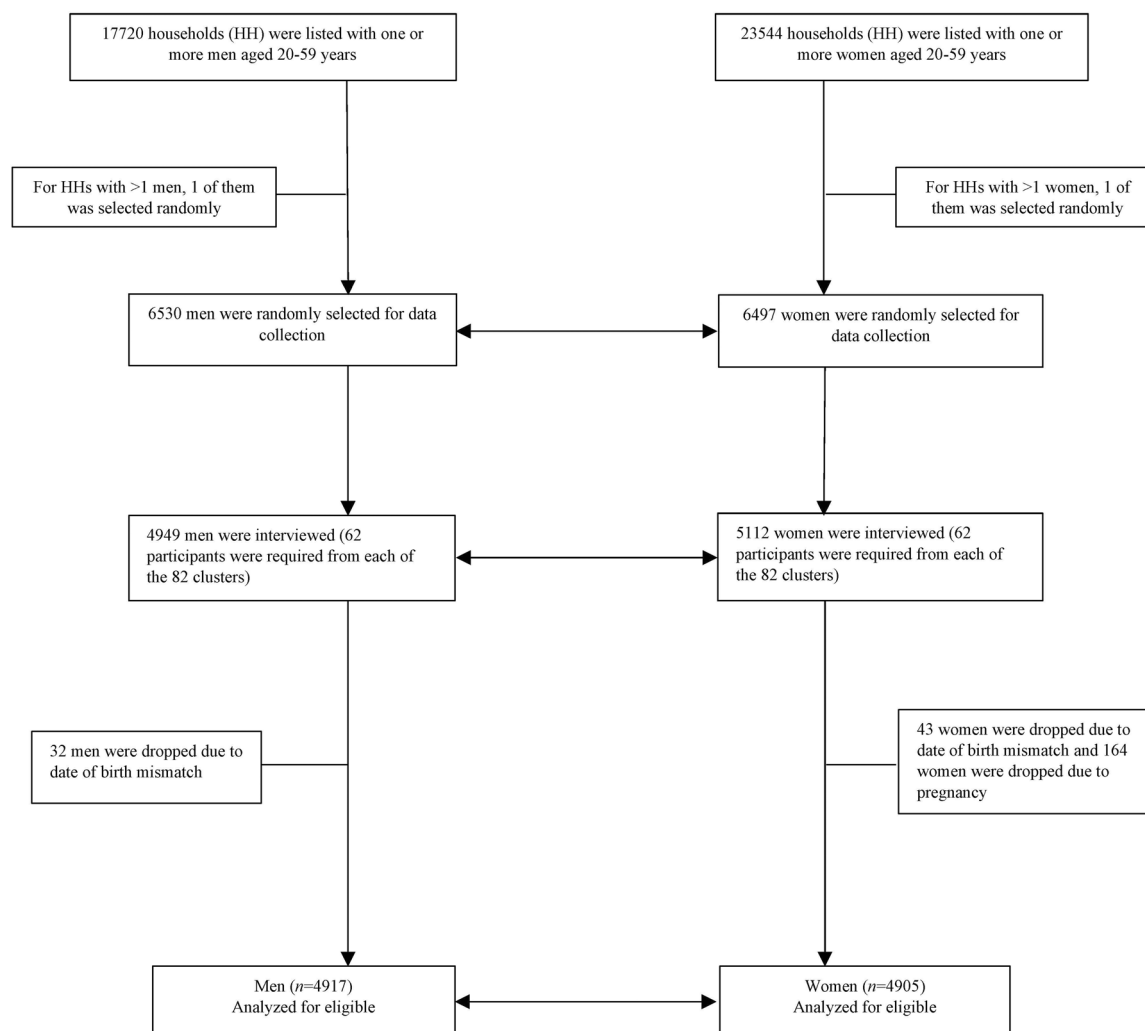 17720 households (HH) were listed with one or
more men aged 20-59 years
23544 households (HH) were listed with one or
more women aged 20-59 years
For HHs with >1 men, 1 of them
was selected randomly
For HHs with >1 women, 1 of
them was selected randomly
6530 men were randomly selected for data
collection
6497 women were randomly selected for
data collection
4949 men were interviewed (62
participants were required from each of
the 82 clusters)
5112 women were interviewed (62
participants were required from each of
the 82 clusters)
32 men were dropped due to
date of birth mismatch
43 women were dropped due to
date of birth mismatch and 164
women were dropped due to
pregnancy
Men (n=4917)
Analyzed for eligible
Women (n=4905)
Analyzed for eligible